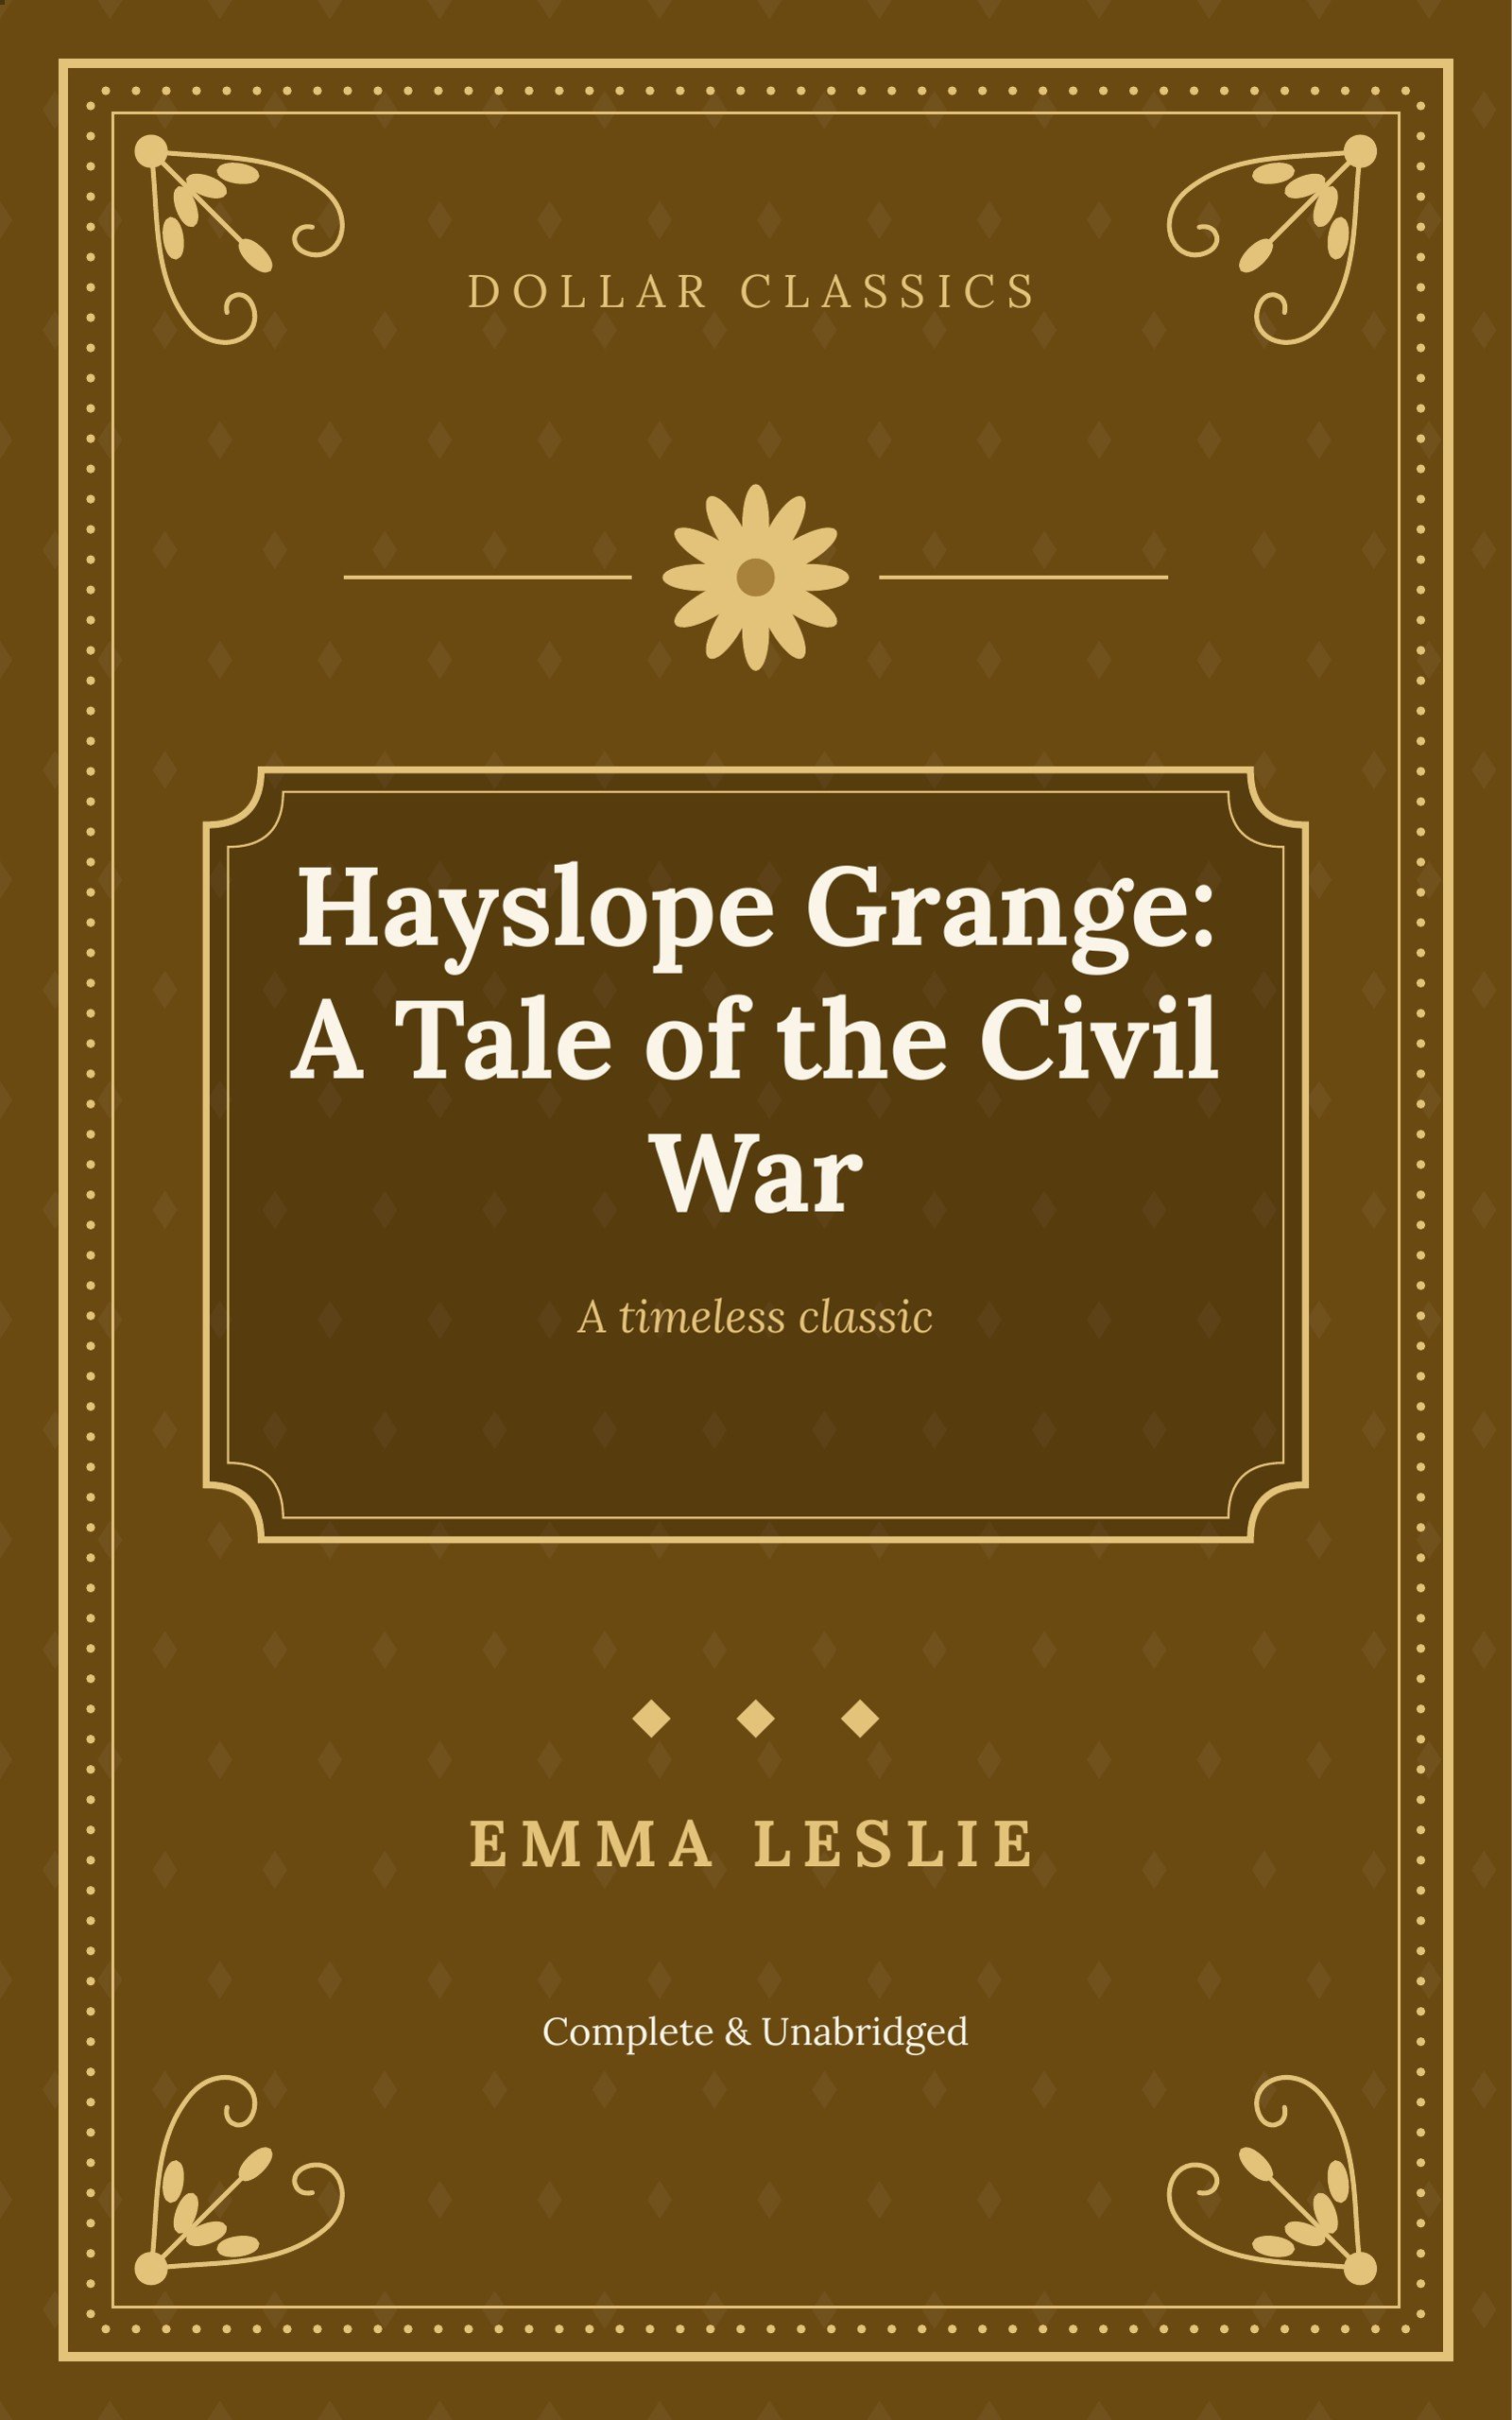 DOLLAR CLASSICS
Hayslope Grange:
A Tale of the Civil
War
A timeless classic
EMMA LESLIE
Complete & Unabridged